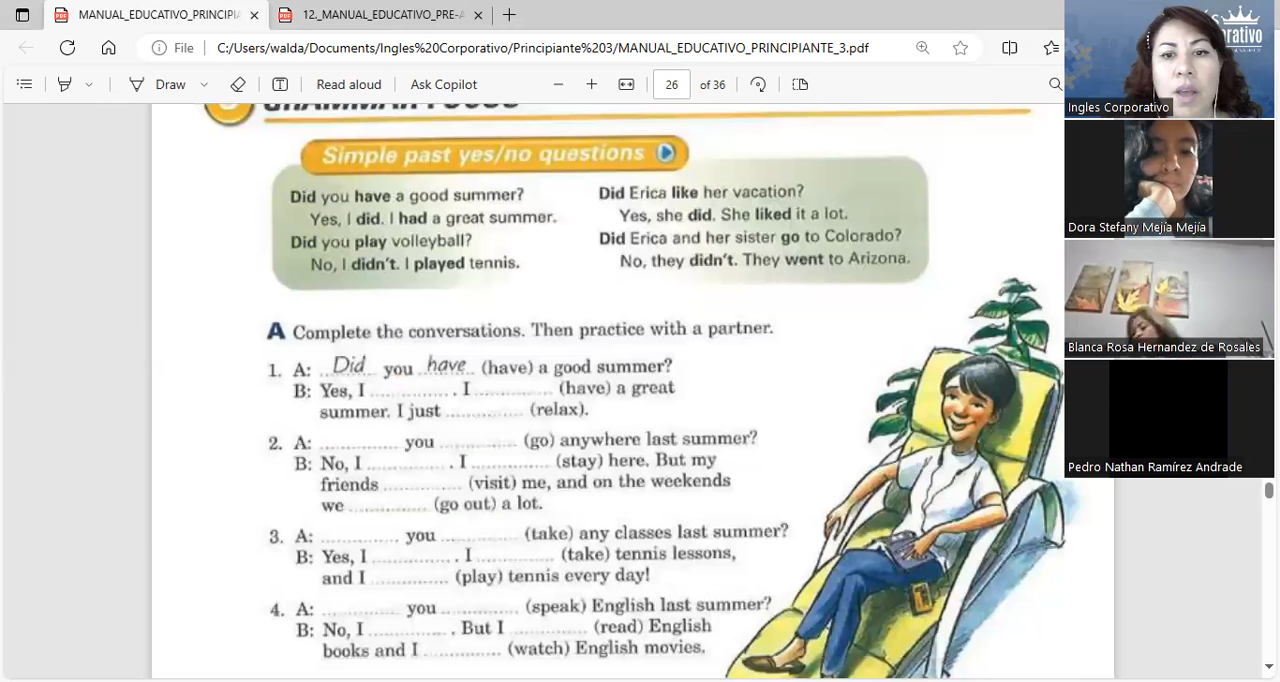 MANUAL_EDUCATIVO_PRINCIPIA
12._MANUAL_EDUCATIVO_PRE-A
File
C:/Users/walda/Documents/Ingles%20Corporativo/Principiante%203/MANUAL_EDUCATIVO_PRINCIPIANTE_3.pdf
Draw
Read aloud
Ask Copilot
26 of 36
Simple past yes/no questions
Did you have a good summer?
Yes, I did. I had a great summer.
Did you play volleyball?
No, I didn't. I played tennis.
Did Erica like her vacation?
Yes, she did. She liked it a lot.
Did Erica and her sister go to Colorado?
No, they didn't. They went to Arizona.
A Complete the conversations. Then practice with a partner.
1. A: Did you have (have) a good summer?
B: Yes, I ............ . I ............ (have) a great
summer. I just ............ (relax).
2. A: ............ you ............ (go) anywhere last summer?
B: No, I ............ . I ............ (stay) here. But my
friends ............ (visit) me, and on the weekends
we ............ (go out) a lot.
3. A: ............ you ............ (take) any classes last summer?
B: Yes, I ............ . I ............ (take) tennis lessons,
and I ............ (play) tennis every day!
4. A: ............ you ............ (speak) English last summer?
B: No, I ............ . But I ............ (read) English
books and I ............ (watch) English movies.
Ingles Corporativo
Dora Stefany Mejía Mejía
Blanca Rosa Hernandez de Rosales
Pedro Nathan Ramírez Andrade